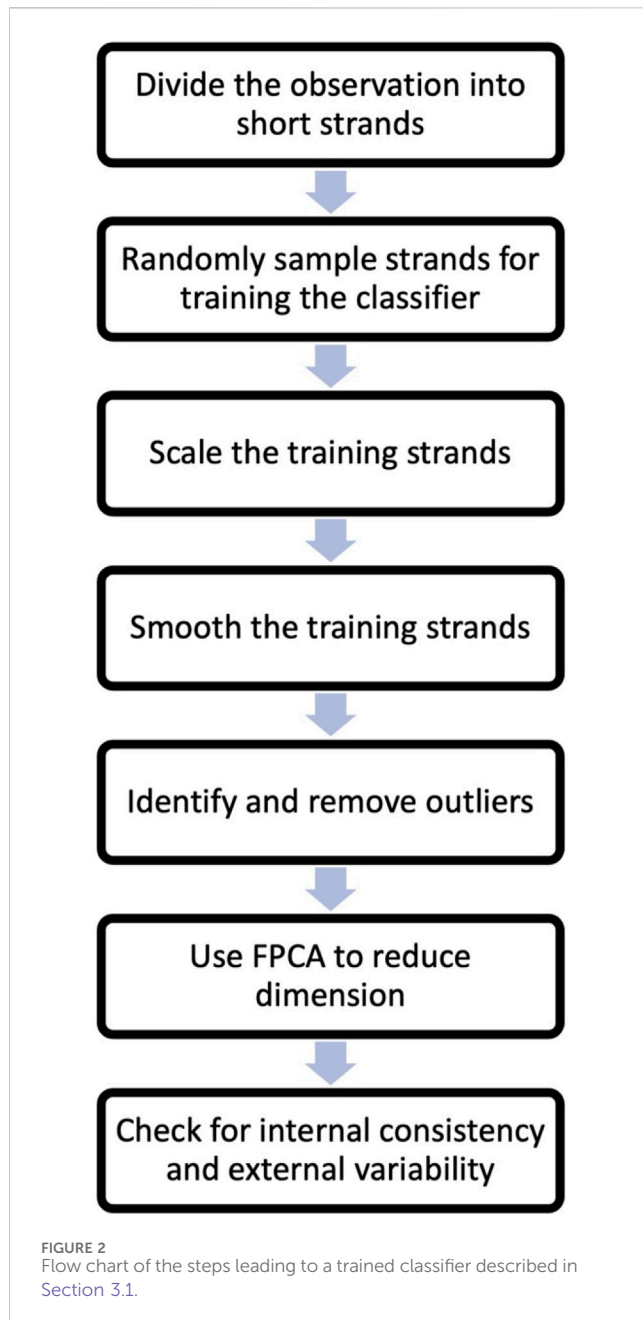 Divide the observation into
short strands
Randomly sample strands for
training the classifier
Scale the training strands
Smooth the training strands
Identify and remove outliers
Use FPCA to reduce
dimension
Check for internal consistency
and external variability
FIGURE 2
Flow chart of the steps leading to a trained classifier described in
Section 3.1.